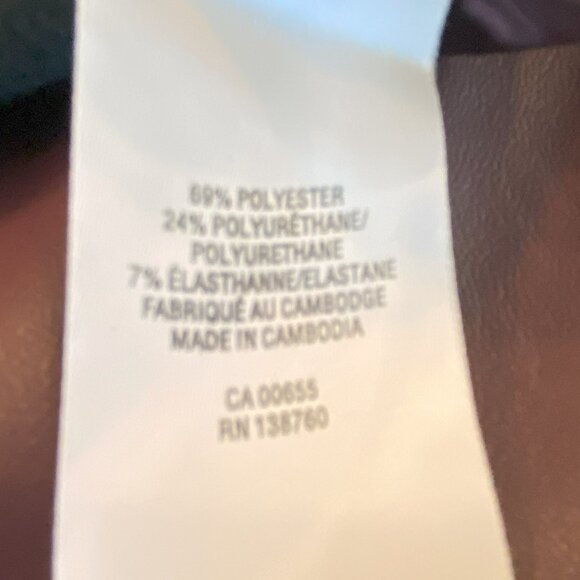 69% POLYESTER
24% POLYURÉTHANE/
POLYURETHANE
7% ÉLASTHANNE/ELASTANE
FABRIQUÉ AU CAMBODGE
MADE IN CAMBODIA
CA 00655
RN 138760